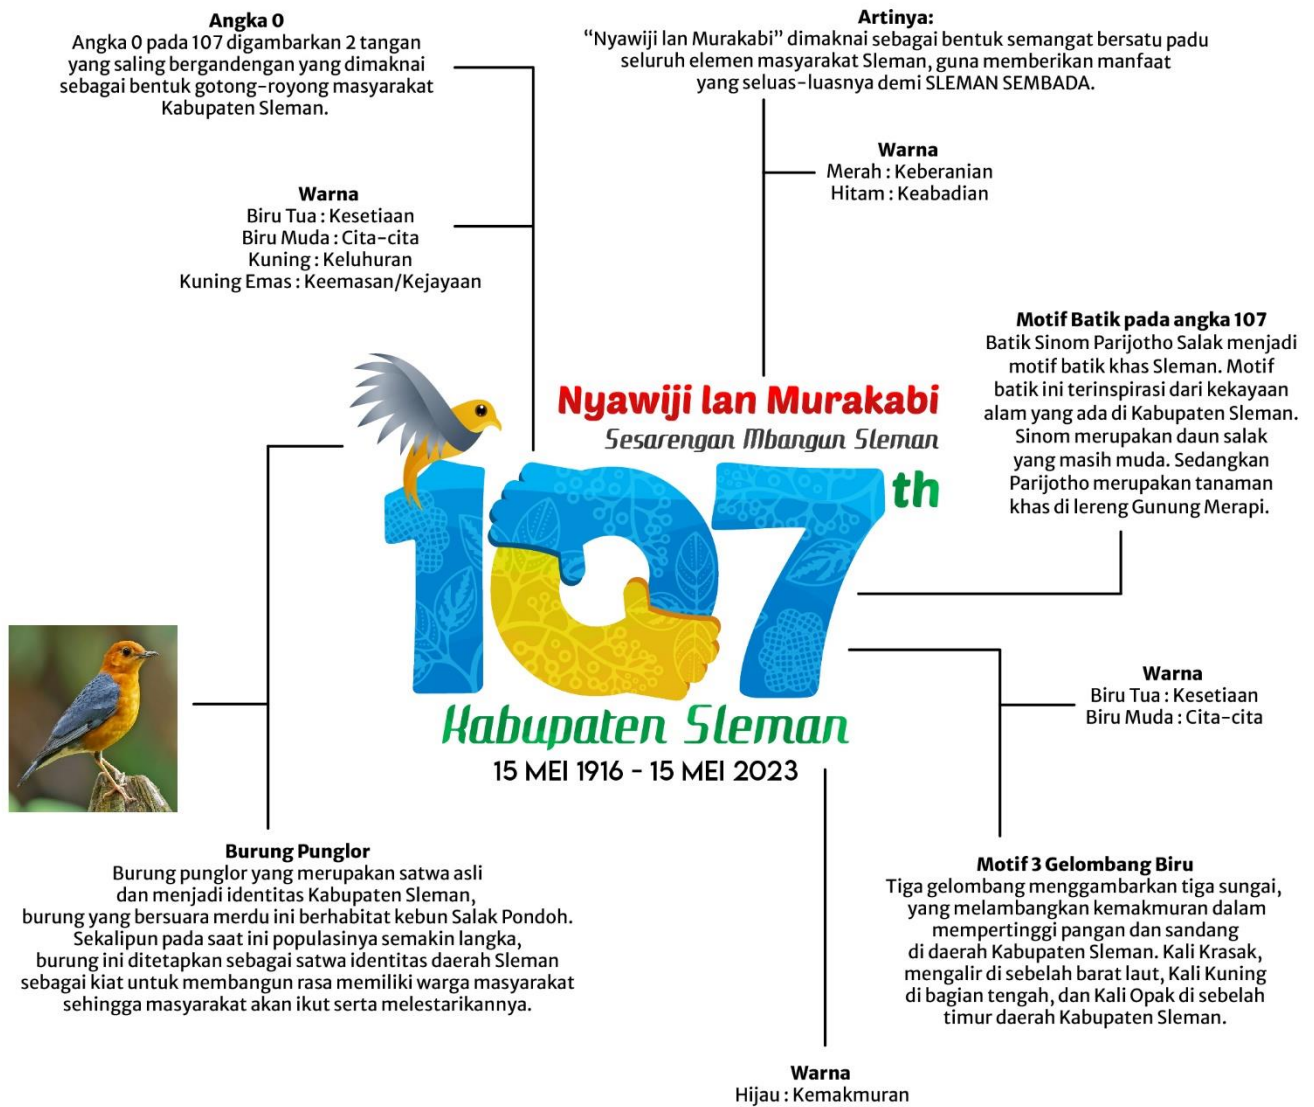 Angka 0
Angka 0 pada 107 digambarkan 2 tangan
yang saling bergandengan yang dimaknai
sebagai bentuk gotong-royong masyarakat
Kabupaten Sleman.
Artinya:
“Nyawiji lan Murakabi” dimaknai sebagai bentuk semangat bersatu padu
seluruh elemen masyarakat Sleman, guna memberikan manfaat
yang seluas-luasnya demi SLEMAN SEMBADA.
Warna
Merah : Keberanian
Hitam : Keabadian
Warna
Biru Tua : Kesetiaan
Biru Muda : Cita-cita
Kuning : Keluhuran
Kuning Emas : Keemasan/Kejayaan
Motif Batik pada angka 107
Batik Sinom Parijotho Salak menjadi
motif batik khas Sleman. Motif
batik ini terinspirasi dari kekayaan
alam yang ada di Kabupaten Sleman.
Sinom merupakan daun salak
yang masih muda. Sedangkan
Parijotho merupakan tanaman
khas di lereng Gunung Merapi.
Nyawiji lan Murakabi
Sesarengan Mbangun Sleman
107th
Kabupaten Sleman
15 MEI 1916 - 15 MEI 2023
Warna
Biru Tua : Kesetiaan
Biru Muda : Cita-cita
Burung Punglor
Burung punglor yang merupakan satwa asli
dan menjadi identitas Kabupaten Sleman,
burung yang bersuara merdu ini berhabitat kebun Salak Pondoh.
Sekalipun pada saat ini populasinya semakin langka,
burung ini ditetapkan sebagai satwa identitas daerah Sleman
sebagai kiat untuk membangun rasa memiliki warga masyarakat
sehingga masyarakat akan ikut serta melestarikannya.
Motif 3 Gelombang Biru
Tiga gelombang menggambarkan tiga sungai,
yang melambangkan kemakmuran dalam
mempertinggi pangan dan sandang
di daerah Kabupaten Sleman. Kali Krasak,
mengalir di sebelah barat laut, Kali Kuning
di bagian tengah, dan Kali Opak di sebelah
timur daerah Kabupaten Sleman.
Warna
Hijau : Kemakmuran